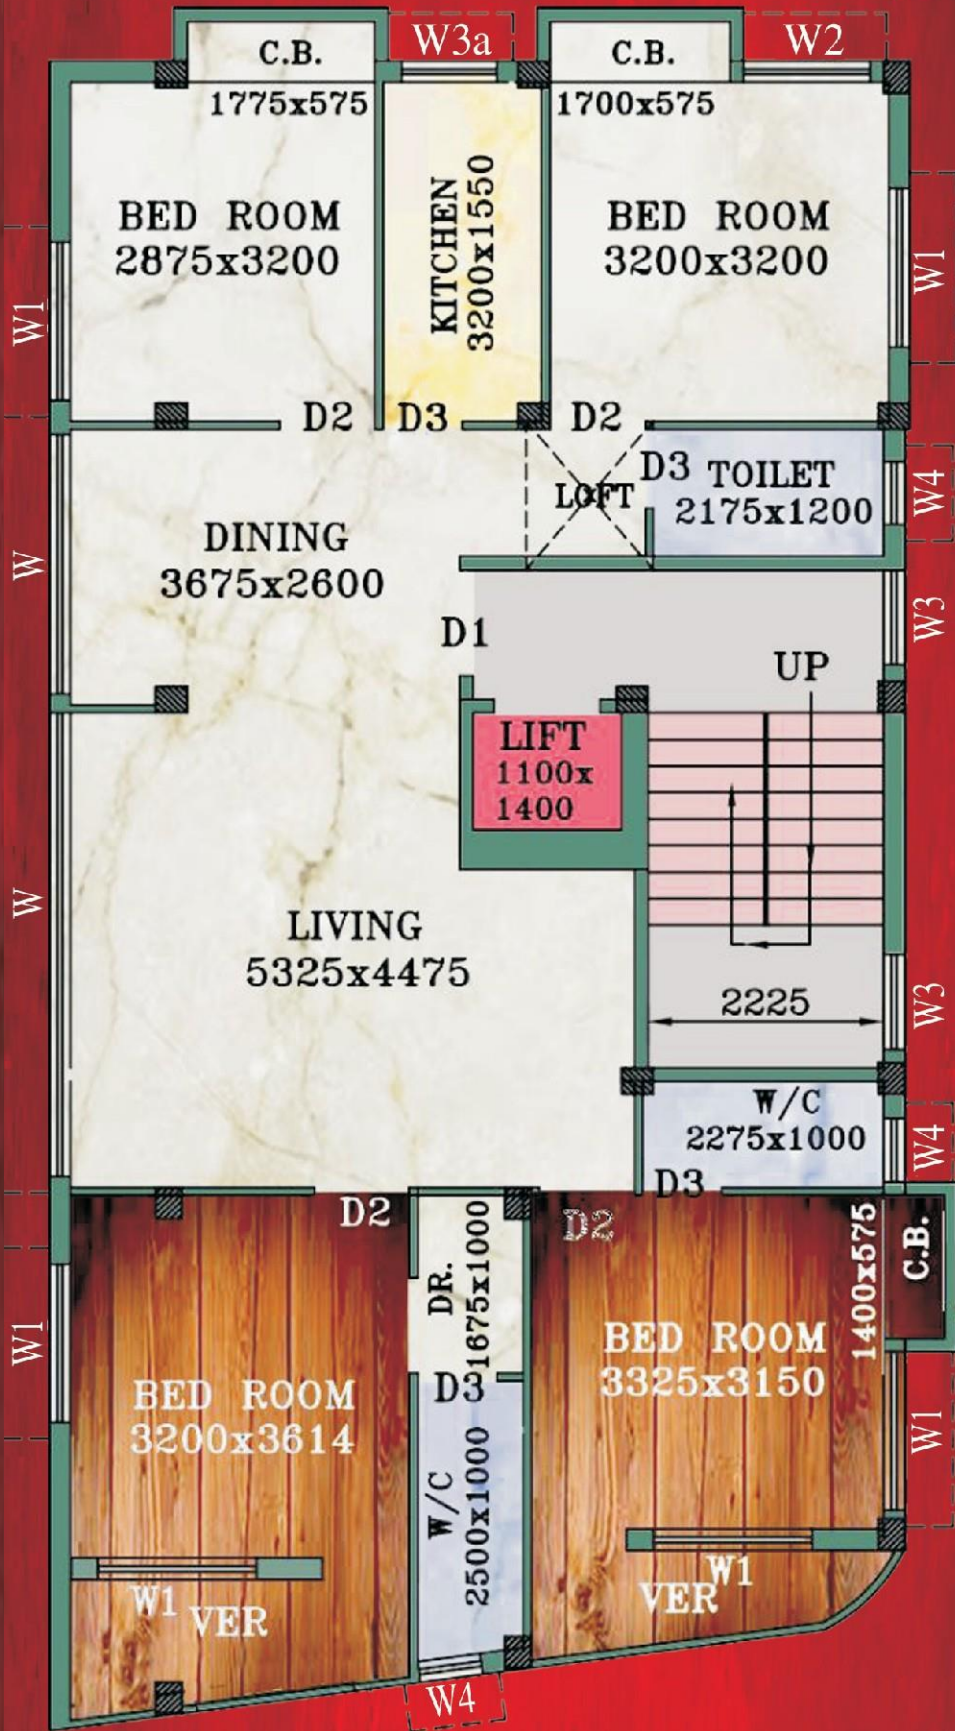 C.B.
1775x575
W3a
C.B.
1700x575
W2
BED ROOM
2875x3200
KITCHEN
3200x1550
BED ROOM
3200x3200
W1
W1
D2
D3
D2
D3
TOILET
2175x1200
W4
LOFT
DINING
3675x2600
W
D1
W3
UP
LIFT
1100x
1400
W
LIVING
5325x4475
2225
W3
W/C
2275x1000
W4
D3
D2
DR.
1675x1000
D2
1400x575
C.B.
W1
BED ROOM
3200x3614
D3
BED ROOM
3325x3150
W1
W/C
2500x1000
W1
VER
W1
VER
W4